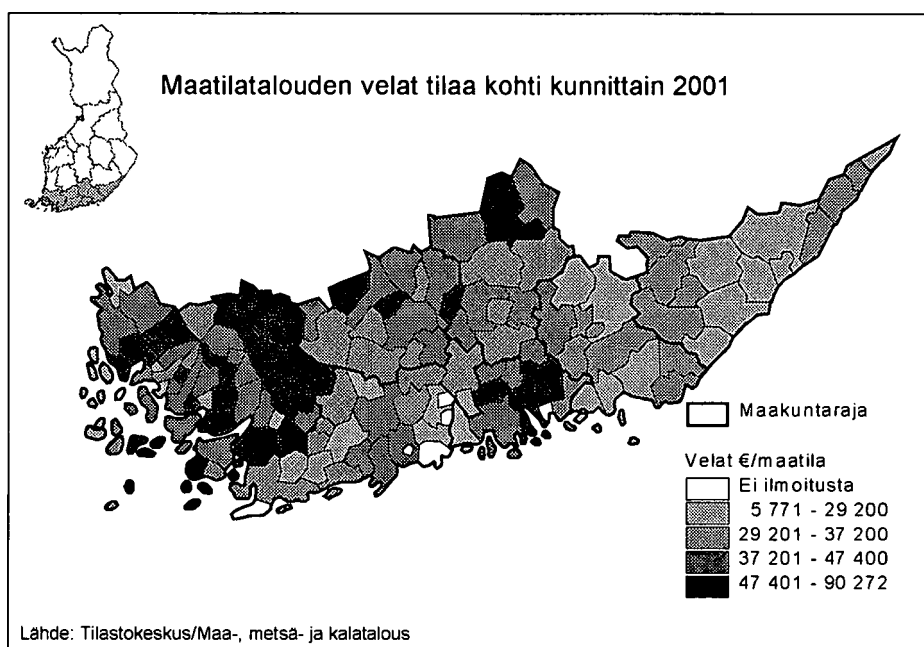 Maatilatalouden velat tilaa kohti kunnittain 2001
Maakuntaraja
Velat €/maatila
Ei ilmoitusta
5 771 - 29 200
29 201 - 37 200
37 201 - 47 400
47 401 - 90 272
Lähde: Tilastokeskus/Maa-, metsä- ja kalatalous